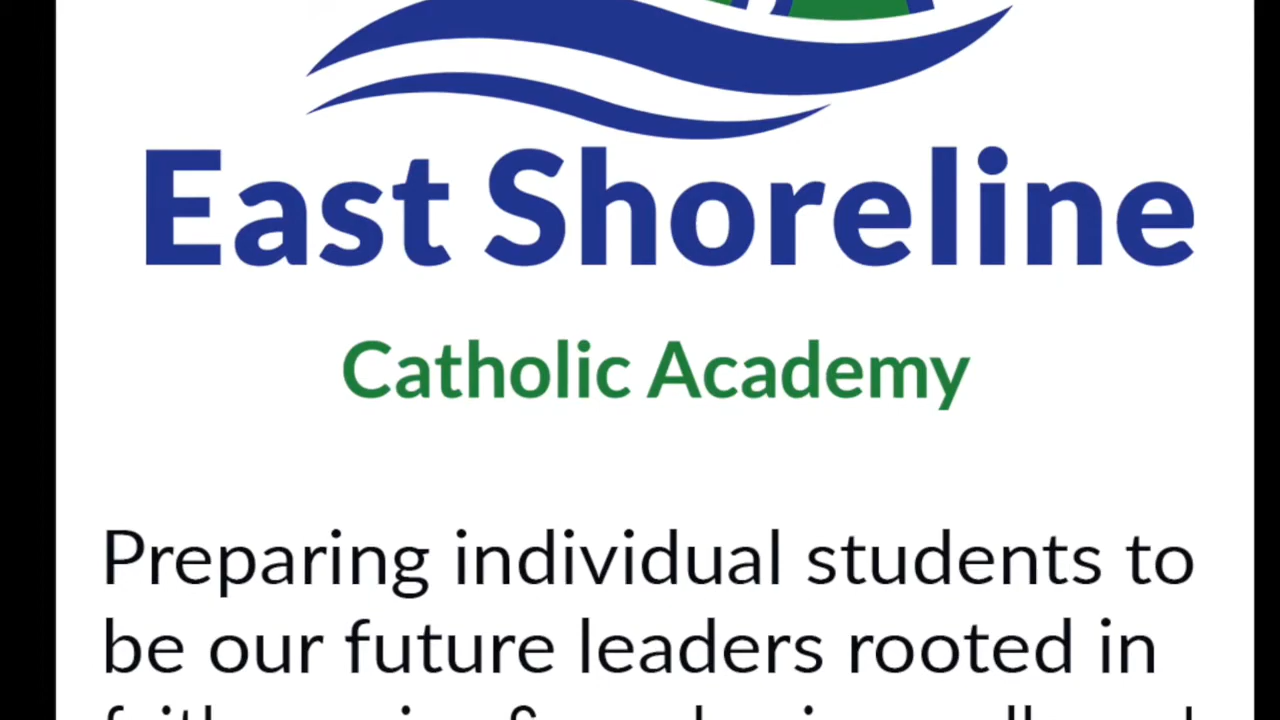 East Shoreline
Catholic Academy
Preparing individual students to
be our future leaders rooted in